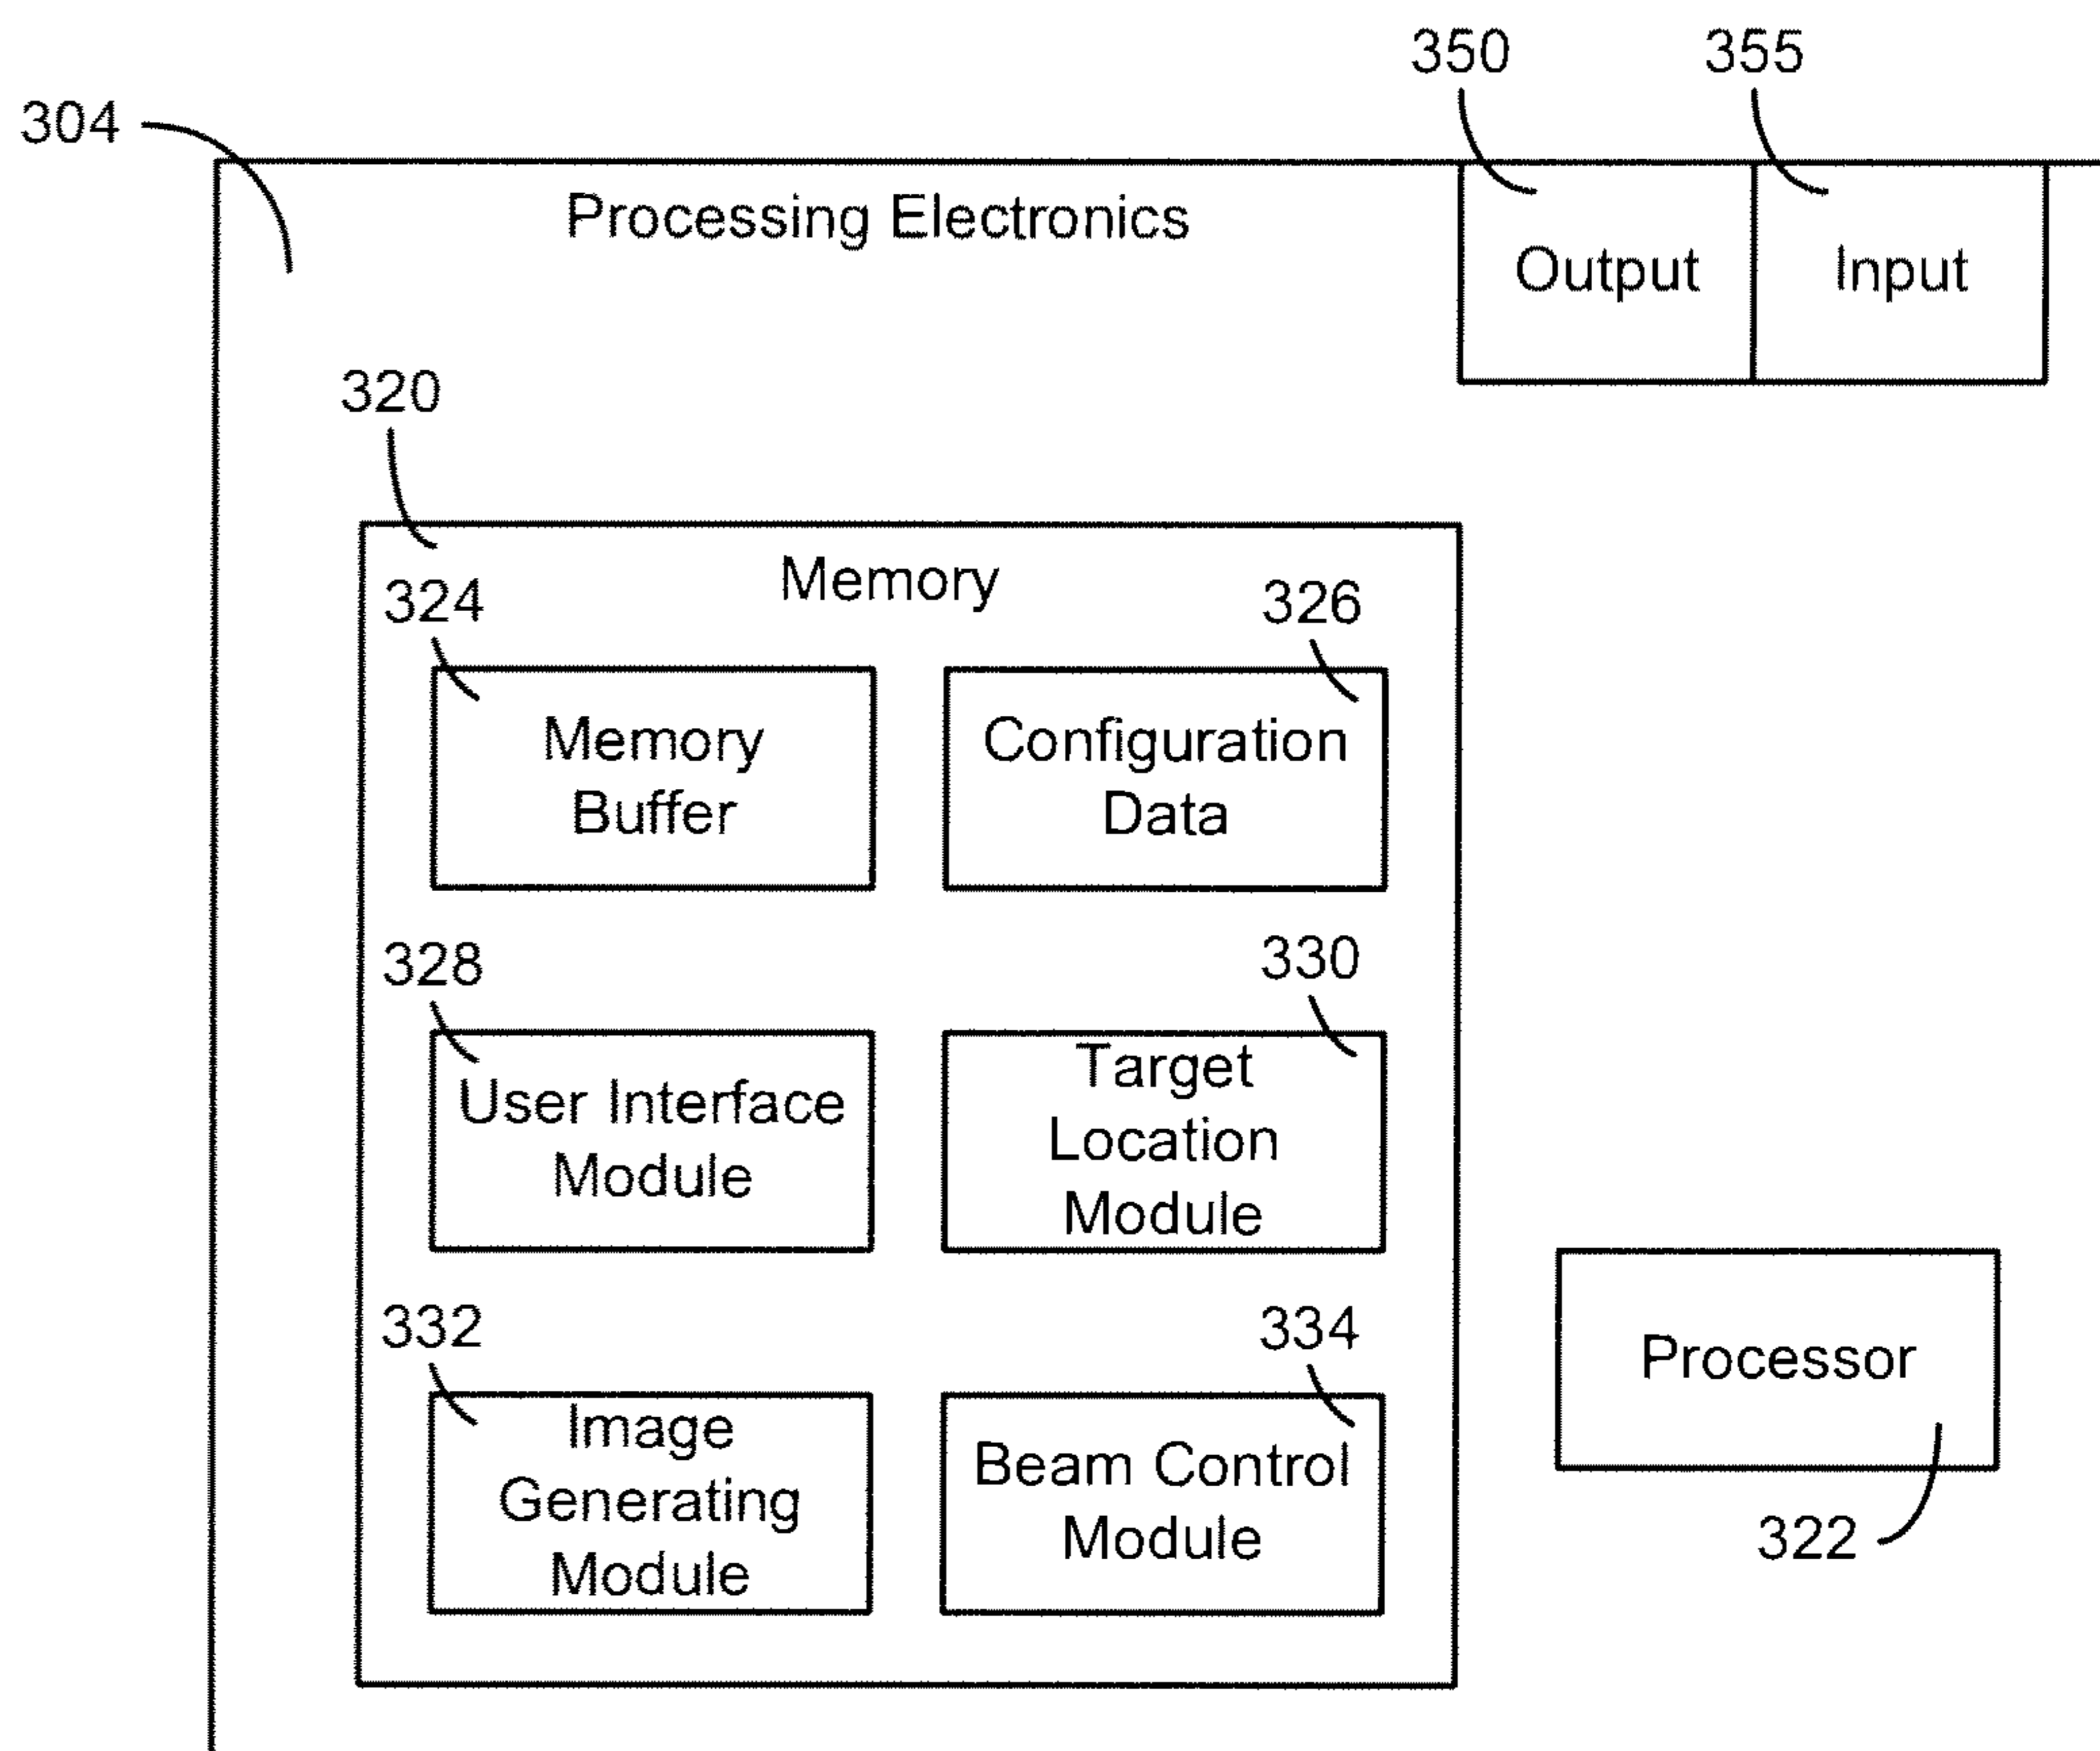 350
355
304
Processing Electronics
Output
Input
320
Memory
324
326
Memory
Buffer
Configuration
Data
328
330
User Interface
Module
Target
Location
Module
332
334
Image
Generating
Module
Beam Control
Module
Processor
322